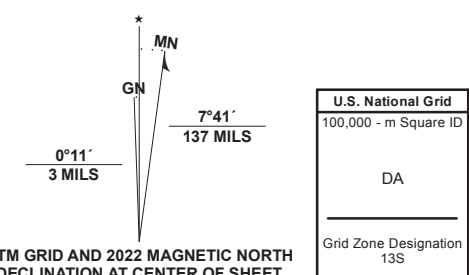 ★
MN
GN
7°41´
137 MILS
0°11´
3 MILS
TM GRID AND 2022 MAGNETIC NORTH
DECLINATION AT CENTER OF SHEET
U.S. National Grid
100,000 - m Square ID
DA
Grid Zone Designation
13S